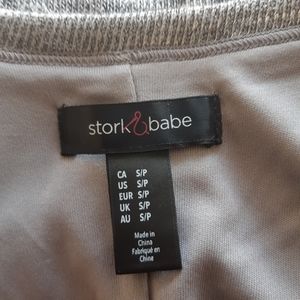 stork & babe
CA S/P
US S/P
EUR S/P
UK S/P
AU S/P
Made in
China
Fabriqué en
Chine